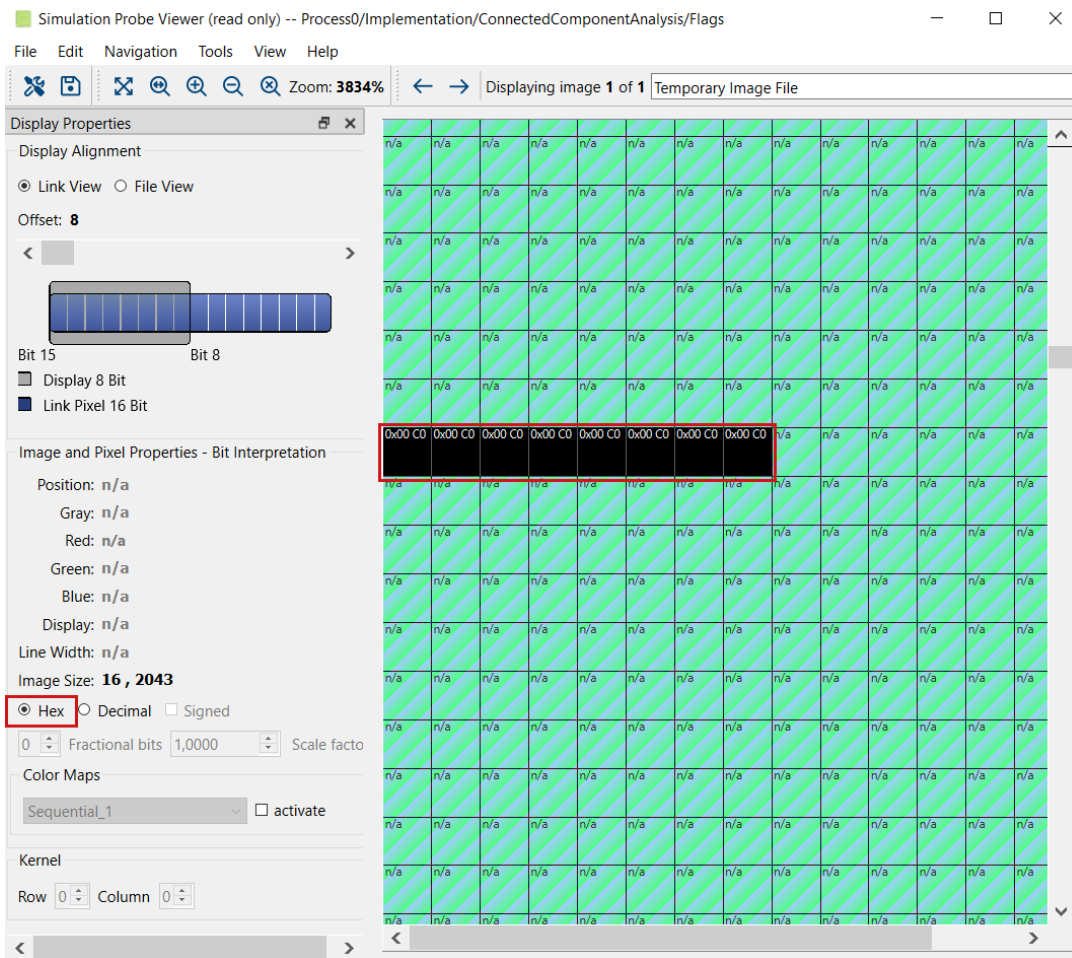 Simulation Probe Viewer (read only) -- Process0/Implementation/ConnectedComponentAnalysis/Flags
File Edit Navigation Tools View Help
Zoom: 3834% Displaying image 1 of 1 Temporary Image File
Display Properties
Display Alignment
Link View File View
Offset: 8
Bit 15 Bit 8
Display 8 Bit
Link Pixel 16 Bit
Image and Pixel Properties - Bit Interpretation
Position: n/a
Gray: n/a
Red: n/a
Green: n/a
Blue: n/a
Display: n/a
Line Width: n/a
Image Size: 16 , 2043
Hex Decimal Signed
0 Fractional bits 1,0000 Scale facto
Color Maps
Sequential_1 activate
Kernel
Row 0 Column 0
n/a n/a n/a n/a n/a n/a n/a n/a n/a n/a n/a n/a n/a n/a
n/a n/a n/a n/a n/a n/a n/a n/a n/a n/a n/a n/a n/a n/a
n/a n/a n/a n/a n/a n/a n/a n/a n/a n/a n/a n/a n/a n/a
n/a n/a n/a n/a n/a n/a n/a n/a n/a n/a n/a n/a n/a n/a
n/a n/a n/a n/a n/a n/a n/a n/a n/a n/a n/a n/a n/a n/a
n/a n/a n/a n/a n/a n/a n/a n/a n/a n/a n/a n/a n/a n/a
0x00 C0 0x00 C0 0x00 C0 0x00 C0 0x00 C0 0x00 C0 0x00 C0 0x00 C0 n/a n/a n/a n/a n/a n/a
n/a n/a n/a n/a n/a n/a n/a n/a n/a n/a n/a n/a n/a n/a
n/a n/a n/a n/a n/a n/a n/a n/a n/a n/a n/a n/a n/a n/a
n/a n/a n/a n/a n/a n/a n/a n/a n/a n/a n/a n/a n/a n/a
n/a n/a n/a n/a n/a n/a n/a n/a n/a n/a n/a n/a n/a n/a
n/a n/a n/a n/a n/a n/a n/a n/a n/a n/a n/a n/a n/a n/a
n/a n/a n/a n/a n/a n/a n/a n/a n/a n/a n/a n/a n/a n/a
n/a n/a n/a n/a n/a n/a n/a n/a n/a n/a n/a n/a n/a n/a
n/a n/a n/a n/a n/a n/a n/a n/a n/a n/a n/a n/a n/a n/a
n/a n/a n/a n/a n/a n/a n/a n/a n/a n/a n/a n/a n/a n/a
n/a n/a n/a n/a n/a n/a n/a n/a n/a n/a n/a n/a n/a n/a